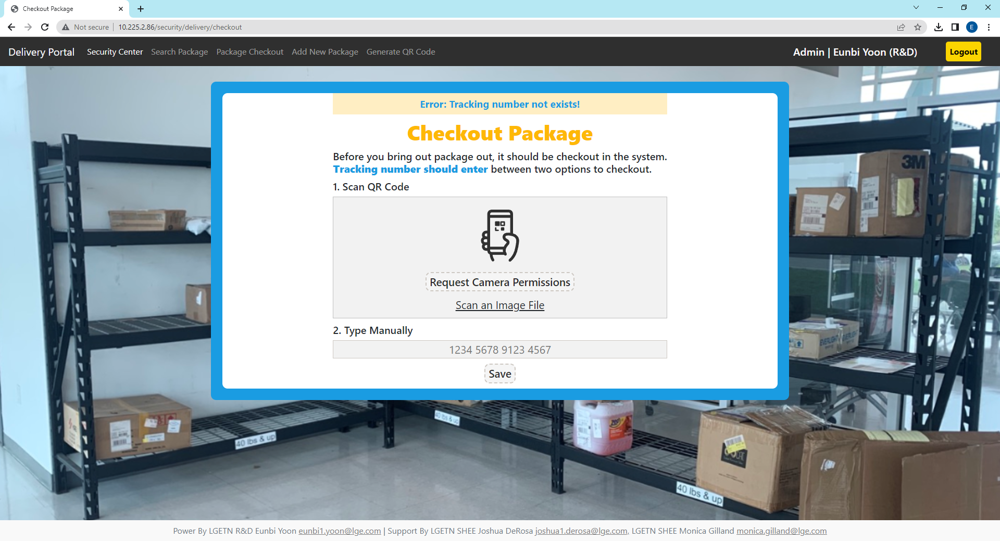 Checkout Package
Not secure
10.225.2.86/security/delivery/checkout
E
Delivery Portal
Security Center
Search Package
Package Checkout
Add New Package
Generate QR Code
Admin | Eunbi Yoon (R&D)
Logout
Error: Tracking number not exists!
Checkout Package
Before you bring out package out, it should be checkout in the system.
Tracking number should enter between two options to checkout.
1. Scan QR Code
Request Camera Permissions
Scan an Image File
2. Type Manually
1234 5678 9123 4567
Save
3M
40 lbs & up
40 lbs & up
40 lbs & up
Power By LGETN R&D Eunbi Yoon eunbi1.yoon@lge.com | Support By LGETN SHEE Joshua DeRosa joshua1.derosa@lge.com, LGETN SHEE Monica Gilland monica.gilland@lge.com